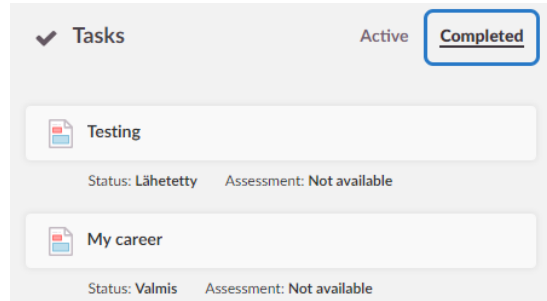 Tasks Active Completed
Testing
Status: Lähetetty Assessment: Not available
My career
Status: Valmis Assessment: Not available